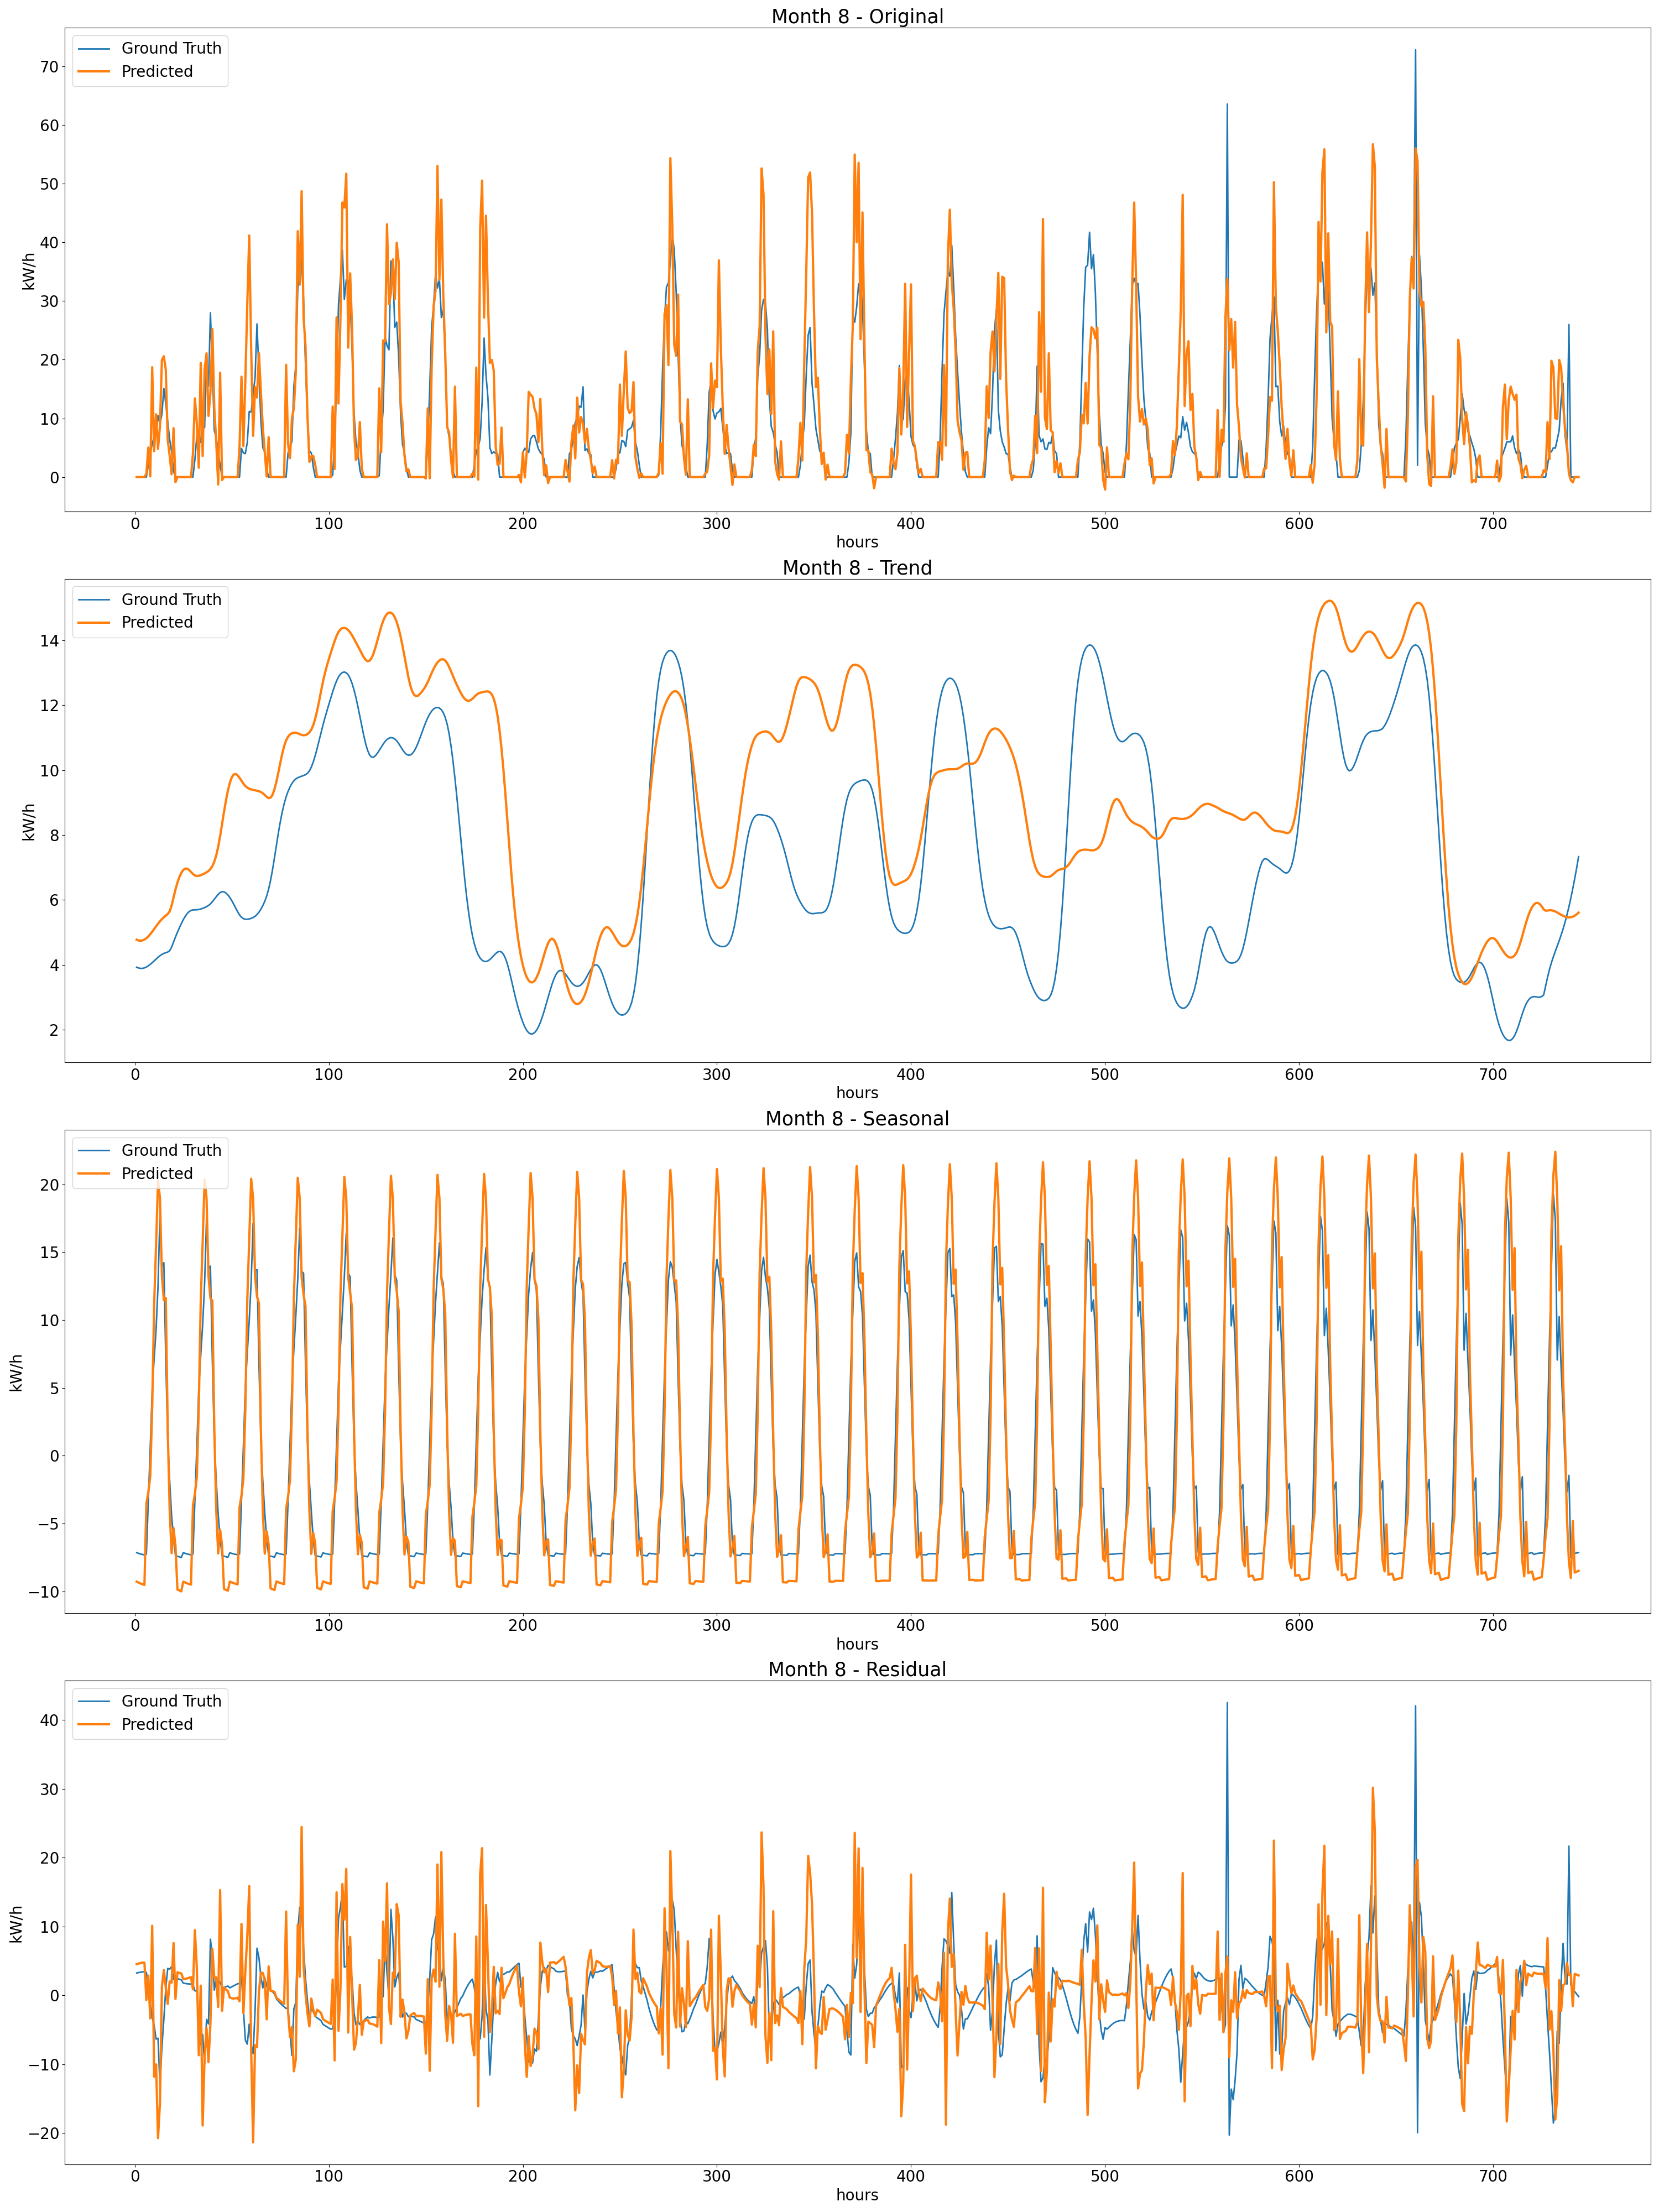 Month 8 - Original
Ground Truth
Predicted
kW/h
70
60
50
40
30
20
10
0
0 100 200 300 400 500 600 700
hours
Month 8 - Trend
Ground Truth
Predicted
kW/h
14
12
10
8
6
4
2
0 100 200 300 400 500 600 700
hours
Month 8 - Seasonal
Ground Truth
Predicted
kW/h
20
15
10
5
0
−5
−10
0 100 200 300 400 500 600 700
hours
Month 8 - Residual
Ground Truth
Predicted
kW/h
40
30
20
10
0
−10
−20
0 100 200 300 400 500 600 700
hours